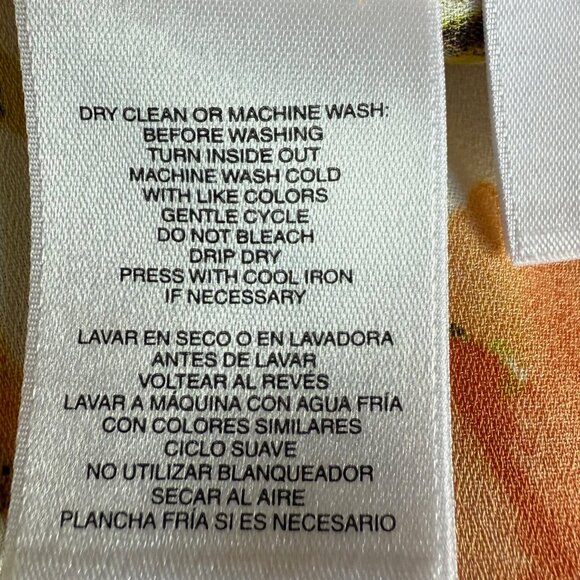 DRY CLEAN OR MACHINE WASH:
BEFORE WASHING
TURN INSIDE OUT
MACHINE WASH COLD
WITH LIKE COLORS
GENTLE CYCLE
DO NOT BLEACH
DRIP DRY
PRESS WITH COOL IRON
IF NECESSARY
LAVAR EN SECO O EN LAVADORA
ANTES DE LAVAR
VOLTEAR AL REVES
LAVAR A MÁQUINA CON AGUA FRÍA
CON COLORES SIMILARES
CICLO SUAVE
NO UTILIZAR BLANQUEADOR
SECAR AL AIRE
PLANCHA FRÍA SI ES NECESARIO